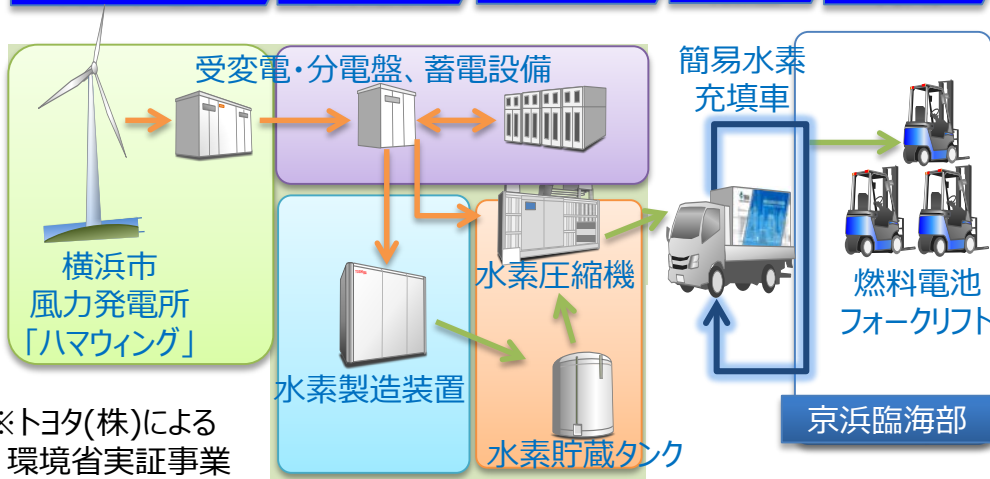 受変電・分電盤、蓄電設備
簡易水素
充填車
横浜市
風力発電所
「ハマウィング」
水素圧縮機
燃料電池
フォークリフト
水素製造装置
水素貯蔵タンク
京浜臨海部
※トヨタ(株)による
環境省実証事業